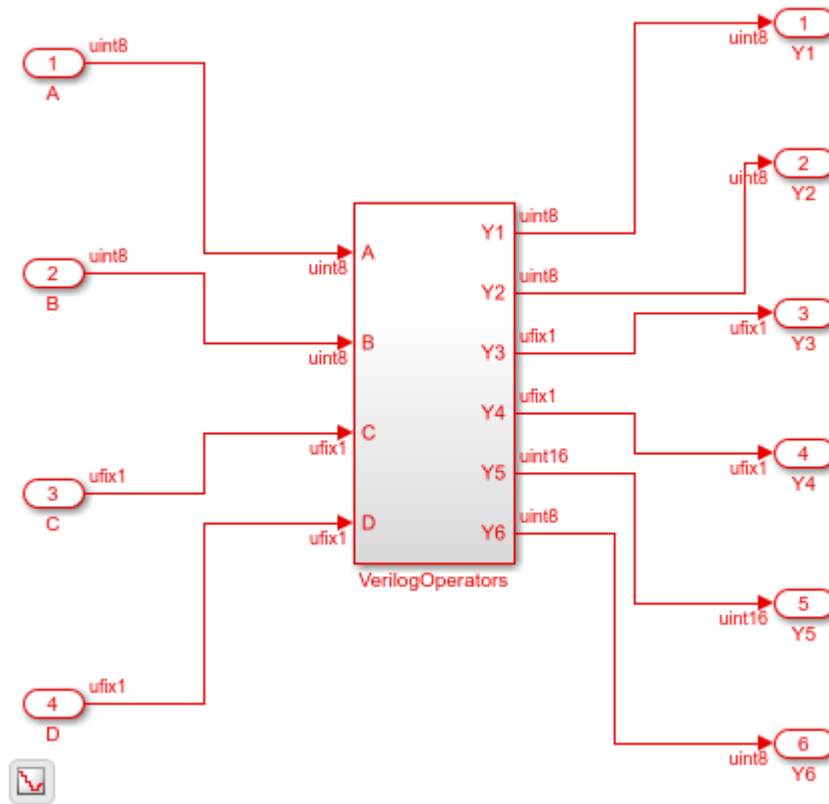 1
uint8
A
2
uint8
B
3
ufix1
C
4
ufix1
D
uint8
A
uint8
B
ufix1
C
ufix1
D
Y1
uint8
Y2
uint8
Y3
ufix1
Y4
ufix1
Y5
uint16
Y6
uint8
VerilogOperators
1
uint8
Y1
2
uint8
Y2
3
ufix1
Y3
4
ufix1
Y4
5
uint16
Y5
6
uint8
Y6